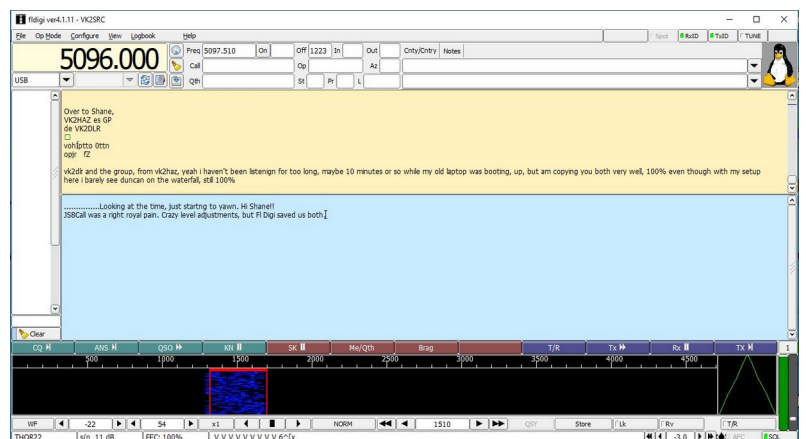 fldigi ver4.1.11 - VK2SRC
File Op Mode Configure View Logbook Help
Spot RxID TxID TUNE
5096.000 Freq 5097.510 On Off 1223 In Out Cnty/Cntry Notes
Call Op Az
USB Qth St Pr L
Over to Shane,
VK2HAZ es GP
de VK2DLR
vohÎptto 0ttn
opjr fZ
vk2dlr and the group, from vk2haz, yeah i haven't been listenign for too long, maybe 10 minutes or so while my old laptop was booting, up, but am copying you both very well, 100% even though with my setup
here i barely see duncan on the waterfall, still 100%
...............Looking at the time, just startng to yawn. Hi Shane!!
JSBCall was a right royal pain. Crazy level adjustments, but Fl Digi saved us both.
Clear
CQ ANS QSO KN SK Me/Qth Brag T/R Tx Rx TX 1
500 1000 1500 2000 2500 3000 3500 4000 4500
WF -22 54 x1 NORM 1510 QSY Store Lk Rv T/R
THOR22 s/n 11 dB FEC: 100% -3.0 AFC SQL